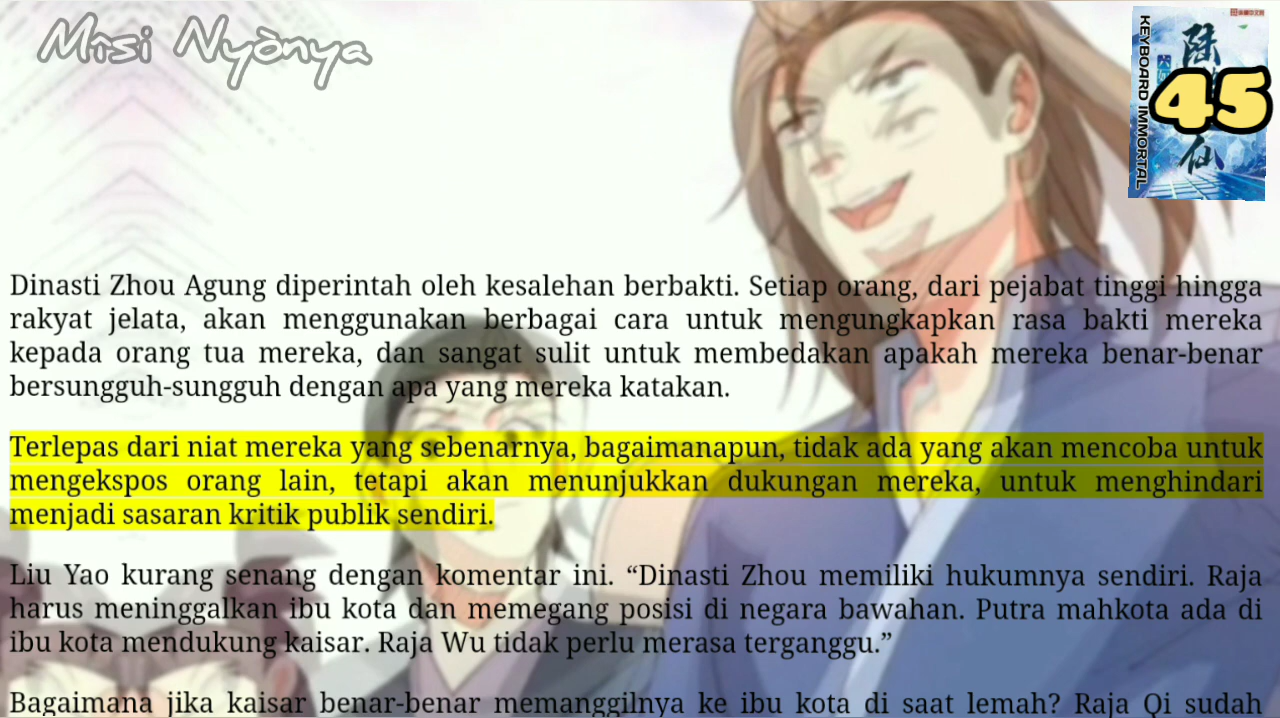 Misi Nyonya
KEYBOARD IMMORTAL
45
Dinasti Zhou Agung diperintah oleh kesalehan berbakti. Setiap orang, dari pejabat tinggi hingga
rakyat jelata, akan menggunakan berbagai cara untuk mengungkapkan rasa bakti mereka
kepada orang tua mereka, dan sangat sulit untuk membedakan apakah mereka benar-benar
bersungguh-sungguh dengan apa yang mereka katakan.
Terlepas dari niat mereka yang sebenarnya, bagaimanapun, tidak ada yang akan mencoba untuk
mengekspos orang lain, tetapi akan menunjukkan dukungan mereka, untuk menghindari
menjadi sasaran kritik publik sendiri.
Liu Yao kurang senang dengan komentar ini. “Dinasti Zhou memiliki hukumnya sendiri. Raja
harus meninggalkan ibu kota dan memegang posisi di negara bawahan. Putra mahkota ada di
ibu kota mendukung kaisar. Raja Wu tidak perlu merasa terganggu.”
Bagaimana jika kaisar benar-benar memanggilnya ke ibu kota di saat lemah? Raja Qi sudah